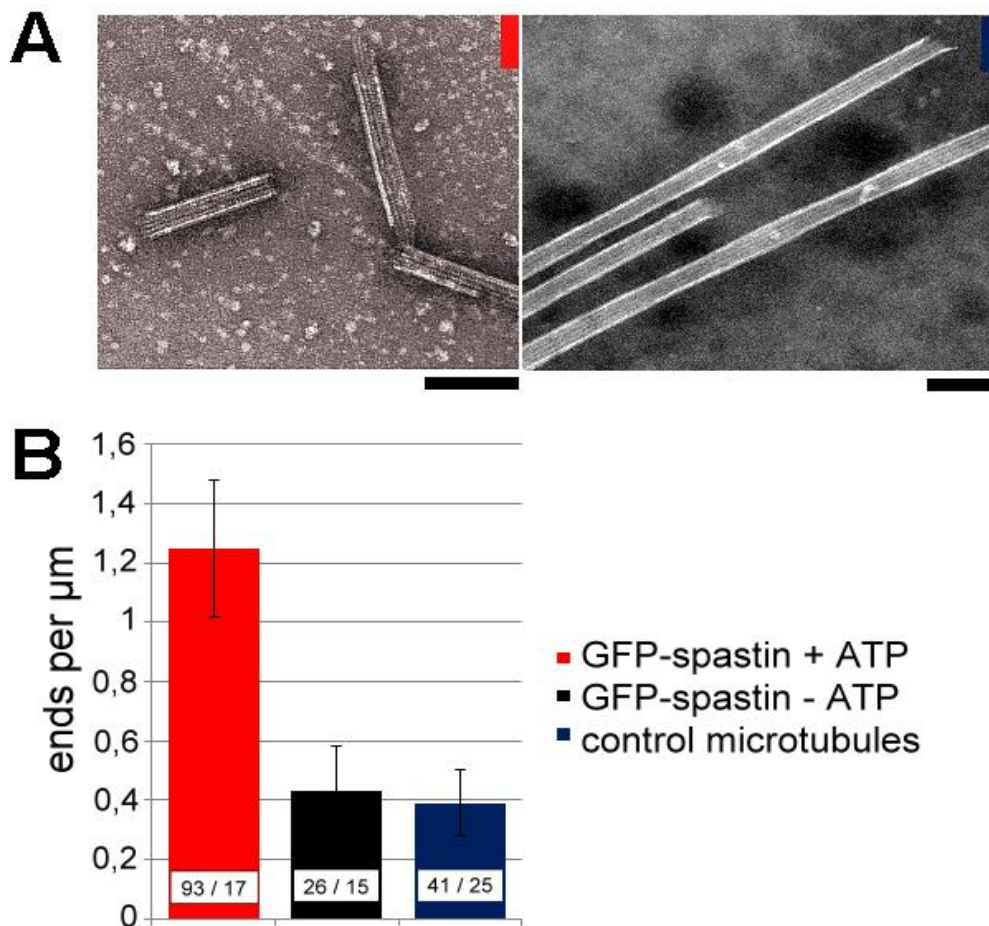 A
B
1,6
1,4
1,2
1
0,8
0,6
0,4
0,2
0
ends per µm
93 / 17
26 / 15
41 / 25
GFP-spastin + ATP
GFP-spastin - ATP
control microtubules